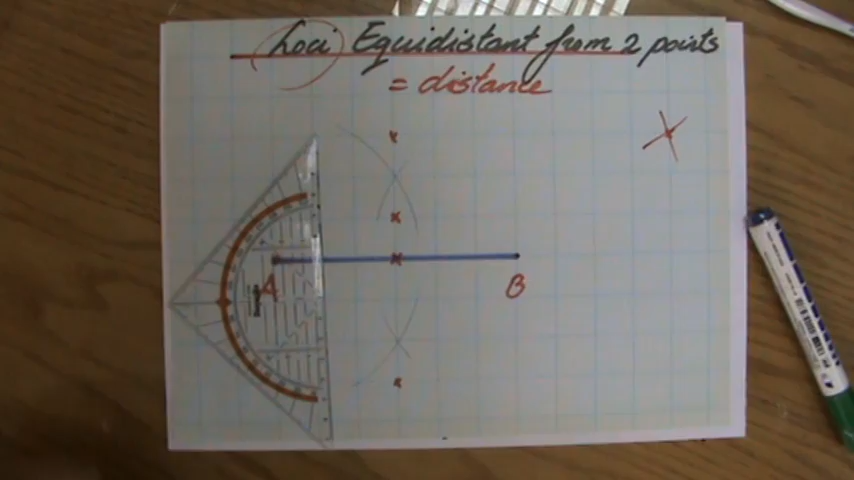 Loci Equidistant from 2 points
= distance
A
B